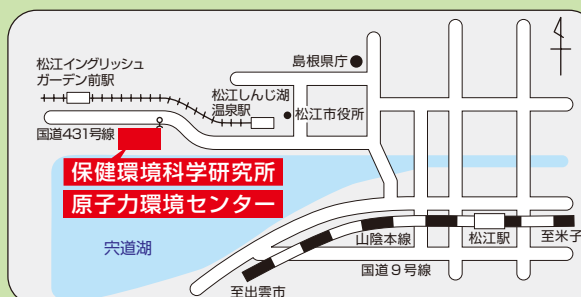 松江イングリッシュ
ガーデン前駅
島根県庁
松江しんじ湖
温泉駅
松江市役所
国道431号線
保健環境科学研究所
原子力環境センター
宍道湖
山陰本線
松江駅
至米子
国道9号線
至出雲市